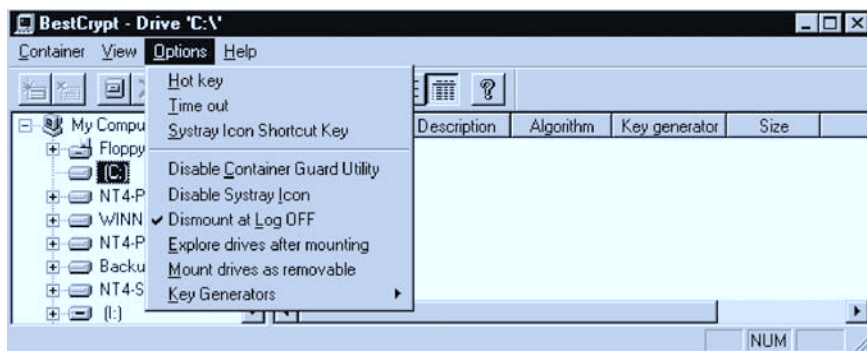 BestCrypt - Drive 'C:\'
Container View Options Help
Hot key
Time out
Systray Icon Shortcut Key
Disable Container Guard Utility
Disable Systray Icon
Dismount at Log OFF
Explore drives after mounting
Mount drives as removable
Key Generators
My Compu
Floppy
(C:)
NT4-P
WINN
NT4-P
Backu
NT4-S
(I:)
Description Algorithm Key generator Size
NUM